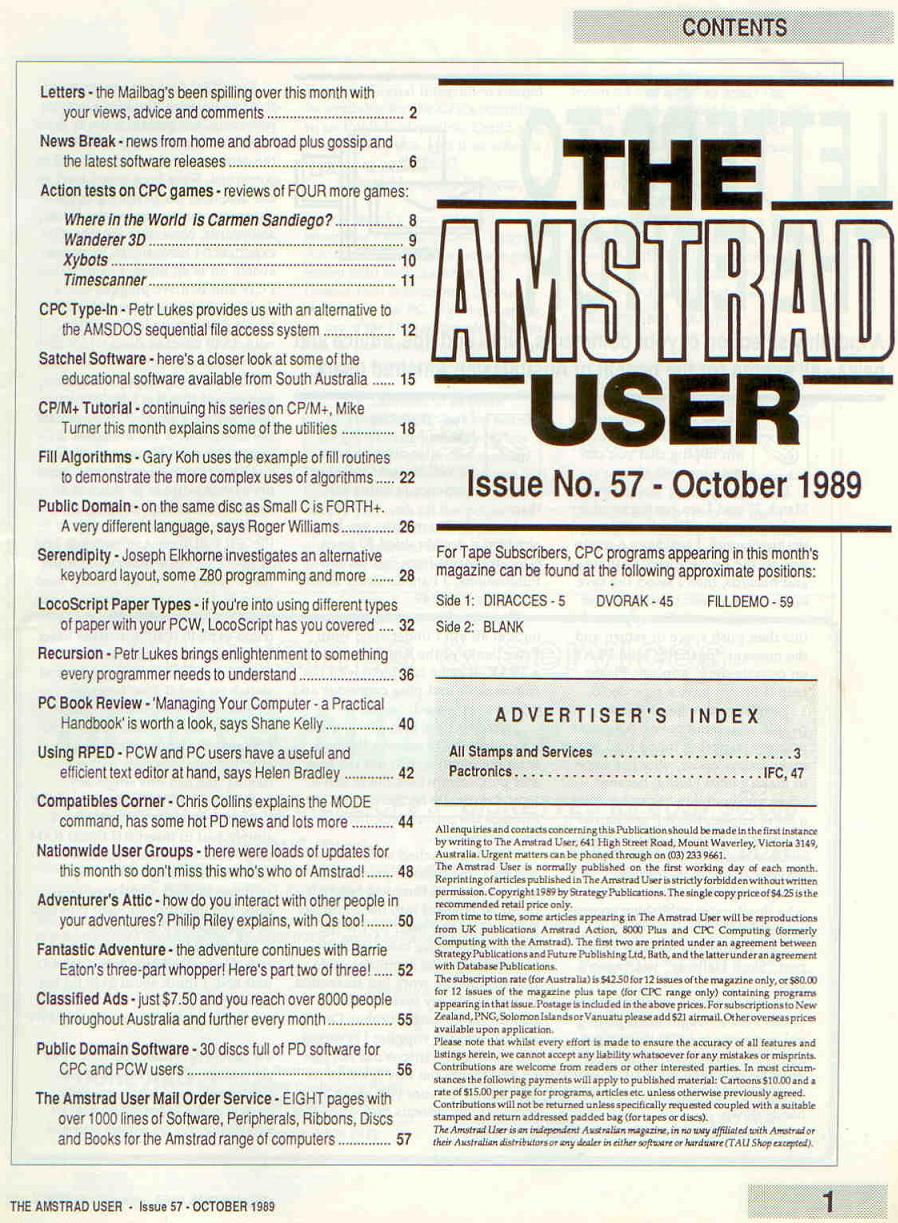 CONTENTS
Letters - the Mailbag's been spilling over this month with
your views, advice and comments .................................. 2
News Break - news from home and abroad plus gossip and
the latest software releases ........................................... 6
Action tests on CPC games - reviews of FOUR more games:
Where in the World is Carmen Sandiego? ................. 8
Wanderer 3D ............................................................... 9
Xybots ............................................................................. 10
Timescanner .............................................................. 11
CPC Type-In - Petr Lukes provides us with an alternative to
the AMSDOS sequential file access system .................. 12
Satchel Software - here's a closer look at some of the
educational software available from South Australia ...... 15
CP/M+ Tutorial - continuing his series on CP/M+, Mike
Turner this month explains some of the utilities ............. 18
Fill Algorithms - Gary Koh uses the example of fill routines
to demonstrate the more complex uses of algorithms ..... 22
Public Domain - on the same disc as Small C is FORTH+.
A very different language, says Roger Williams ............. 26
Serendipity - Joseph Elkhorne investigates an alternative
keyboard layout, some Z80 programming and more ...... 28
LocoScript Paper Types - if you're into using different types
of paper with your PCW, LocoScript has you covered .... 32
Recursion - Petr Lukes brings enlightenment to something
every programmer needs to understand ........................ 36
PC Book Review - 'Managing Your Computer - a Practical
Handbook' is worth a look, says Shane Kelly ................. 40
Using RPED - PCW and PC users have a useful and
efficient text editor at hand, says Helen Bradley ............ 42
Compatibles Corner - Chris Collins explains the MODE
command, has some hot PD news and lots more ........... 44
Nationwide User Groups - there were loads of updates for
this month so don't miss this who's who of Amstrad! ....... 48
Adventurer's Attic - how do you interact with other people in
your adventures? Philip Riley explains, with Qs too! ....... 50
Fantastic Adventure - the adventure continues with Barrie
Eaton's three-part whopper! Here's part two of three! ..... 52
Classified Ads - just $7.50 and you reach over 8000 people
throughout Australia and further every month ................. 55
Public Domain Software - 30 discs full of PD software for
CPC and PCW users .................................................... 56
The Amstrad User Mail Order Service - EIGHT pages with
over 1000 lines of Software, Peripherals, Ribbons, Discs
and Books for the Amstrad range of computers ............. 57
THE
AMSTRAD
USER
Issue No. 57 - October 1989
For Tape Subscribers, CPC programs appearing in this month's
magazine can be found at the following approximate positions:
Side 1: DIRACCES - 5 DVORAK - 45 FILLDEMO - 59
Side 2: BLANK
ADVERTISER'S INDEX
All Stamps and Services ........................3
Pactronics...............................IFC, 47
All enquiries and contacts concerning this Publication should be made in the first instance
by writing to The Amstrad User, 641 High Street Road, Mount Waverley, Victoria 3149,
Australia. Urgent matters can be phoned through on (03) 233 9661.
The Amstrad User is normally published on the first working day of each month.
Reprinting of articles published in The Amstrad User is strictly forbidden without written
permission. Copyright 1989 by Strategy Publications. The single copy price of $4.25 is the
recommended retail price only.
From time to time, some articles appearing in The Amstrad User will be reproductions
from UK publications Amstrad Action, 8000 Plus and CPC Computing (formerly
Computing with the Amstrad). The first two are printed under an agreement between
Strategy Publications and Future Publishing Ltd, Bath, and the latter under an agreement
with Database Publications.
The subscription rate (for Australia) is $42.50 for 12 issues of the magazine only, or $80.00
for 12 issues of the magazine plus tape (for CPC range only) containing programs
appearing in that issue. Postage is included in the above prices. For subscriptions to New
Zealand, PNG, Solomon Islands or Vanuatu please add $21 airmail. Other overseas prices
available upon application.
Please note that whilst every effort is made to ensure the accuracy of all features and
listings herein, we cannot accept any liability whatsoever for any mistakes or misprints.
Contributions are welcome from readers or other interested parties. In most circum-
stances the following payments will apply to published material: Cartoons $10.00 and a
rate of $15.00 per page for programs, articles etc. unless otherwise previously agreed.
Contributions will not be returned unless specifically requested coupled with a suitable
stamped and return addressed padded bag (for tapes or discs).
The Amstrad User is an independent Australian magazine, in no way affiliated with Amstrad or
their Australian distributors or any dealer in either software or hardware (TAU Shop excepted).
THE AMSTRAD USER - Issue 57 - OCTOBER 1989
1